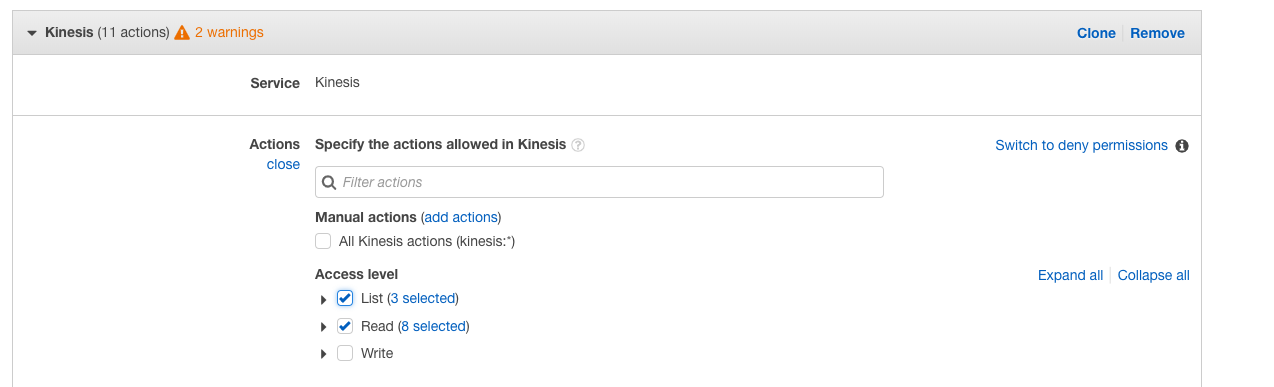 Kinesis (11 actions) 2 warnings Clone Remove
Service Kinesis
Actions Specify the actions allowed in Kinesis ? Switch to deny permissions i
close
Filter actions
Manual actions (add actions)
All Kinesis actions (kinesis:*)
Access level Expand all Collapse all
List (3 selected)
Read (8 selected)
Write